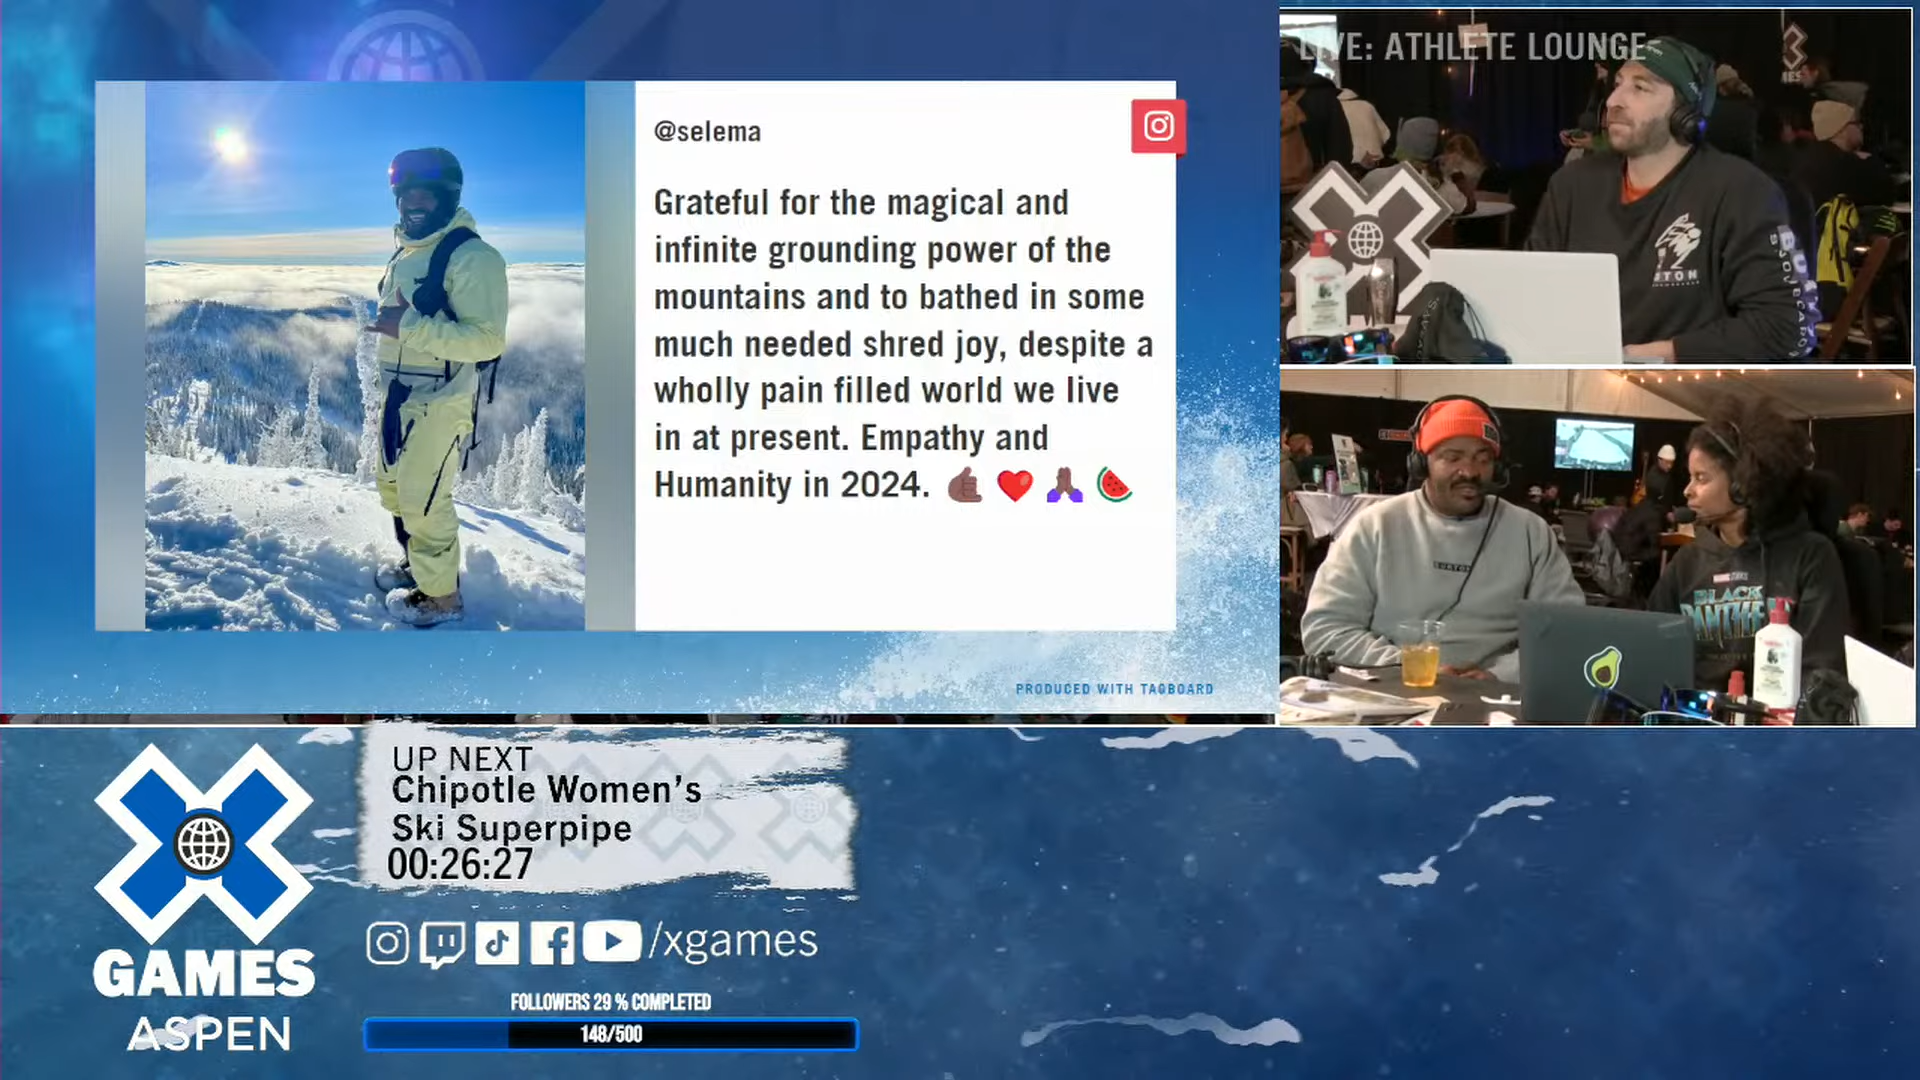 @selema
Grateful for the magical and
infinite grounding power of the
mountains and to bathed in some
much needed shred joy, despite a
wholly pain filled world we live
in at present. Empathy and
Humanity in 2024. 🤙🏾 ❤️ 🙏🏾 🍉
PRODUCED WITH TAGBOARD
LIVE: ATHLETE LOUNGE
BURTON
BLACK
PANTHER
UP NEXT
Chipotle Women's
Ski Superpipe
00:26:27
/xgames
FOLLOWERS 29 % COMPLETED
148/500
GAMES
ASPEN